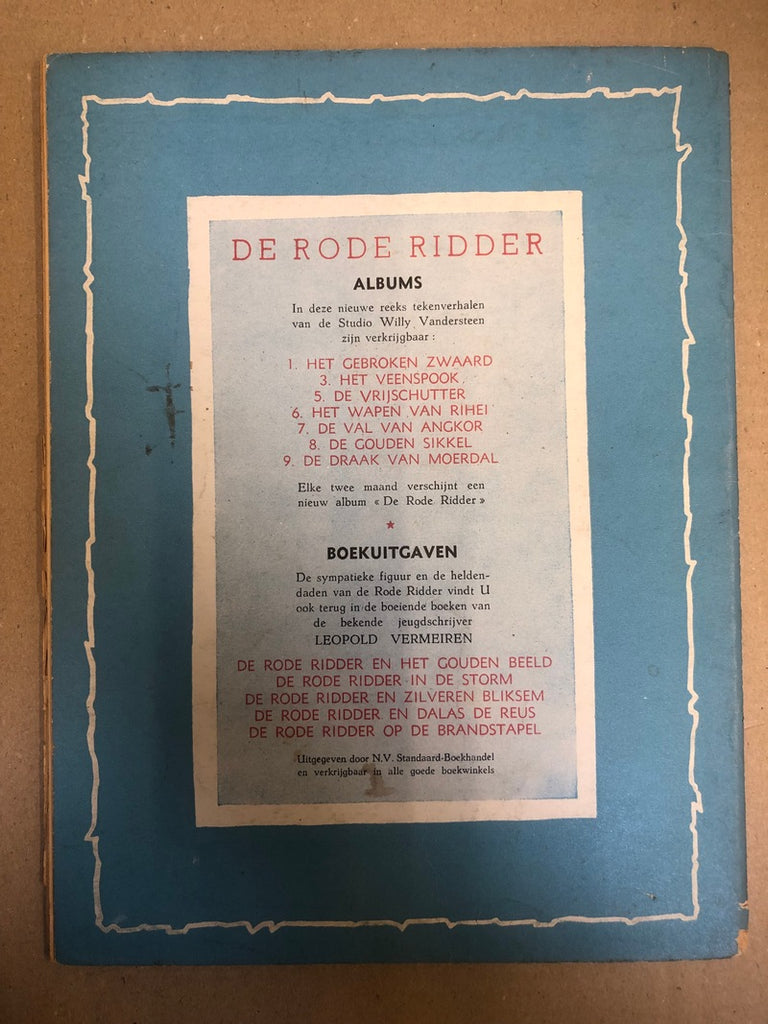 DE RODE RIDDER
ALBUMS
In deze nieuwe reeks tekenverhalen
van de Studio Willy Vandersteen
zijn verkrijgbaar :
1. HET GEBROKEN ZWAARD
3. HET VEENSPOOK
5. DE VRIJSCHUTTER
6. HET WAPEN VAN RIHEI
7. DE VAL VAN ANGKOR
8. DE GOUDEN SIKKEL
9. DE DRAAK VAN MOERDAL
Elke twee maand verschijnt een
nieuw album « De Rode Ridder »
BOEKUITGAVEN
De sympatieke figuur en de helden-
daden van de Rode Ridder vindt U
ook terug in de boeiende boeken van
de bekende jeugdschrijver
LEOPOLD VERMEIREN
DE RODE RIDDER EN HET GOUDEN BEELD
DE RODE RIDDER IN DE STORM
DE RODE RIDDER EN ZILVEREN BLIKSEM
DE RODE RIDDER EN DALAS DE REUS
DE RODE RIDDER OP DE BRANDSTAPEL
Uitgegeven door N.V. Standaard-Boekhandel
en verkrijgbaar in alle goede boekwinkels